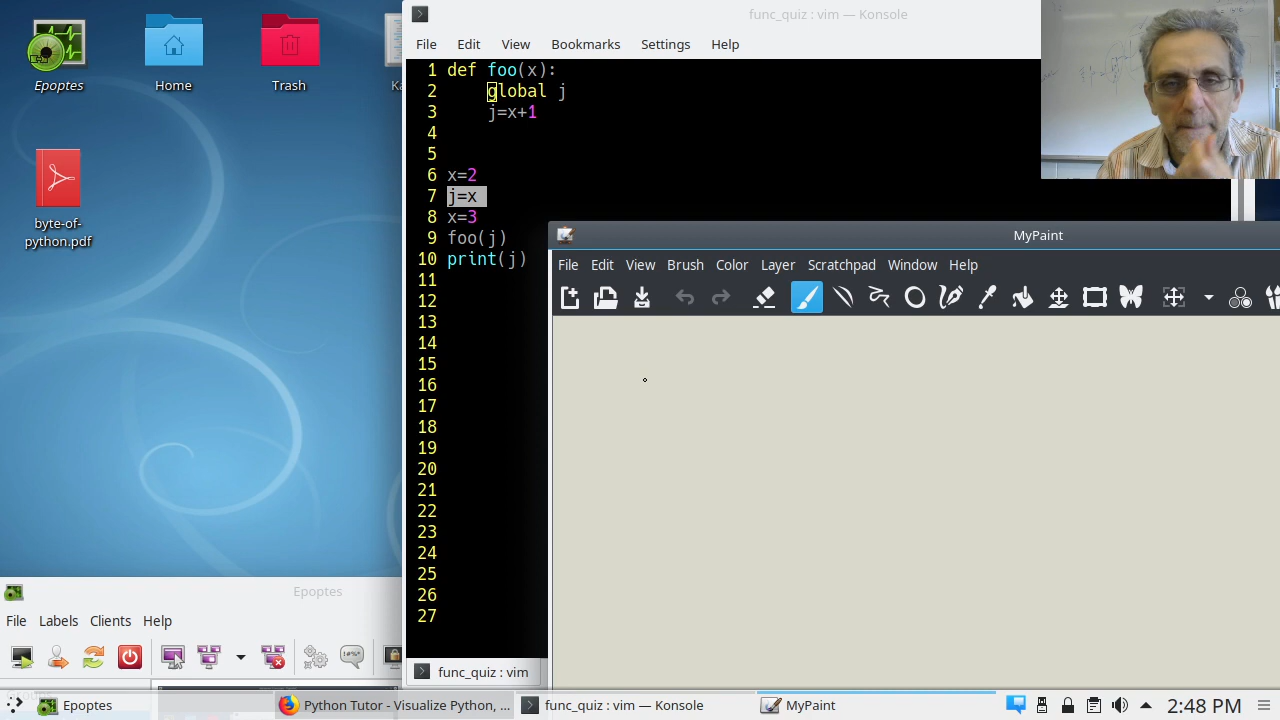 Epoptes
Home
Trash
byte-of-
python.pdf
func_quiz : vim — Konsole
File Edit View Bookmarks Settings Help
1 def foo(x):
2 global j
3 j=x+1
4
5
6 x=2
7 j=x
8 x=3
9 foo(j)
10 print(j)
11
12
13
14
15
16
17
18
19
20
21
22
23
24
25
26
27
func_quiz : vim
MyPaint
File Edit View Brush Color Layer Scratchpad Window Help
Epoptes
File Labels Clients Help
Epoptes
Python Tutor - Visualize Python, ...
func_quiz : vim — Konsole
MyPaint
2:48 PM